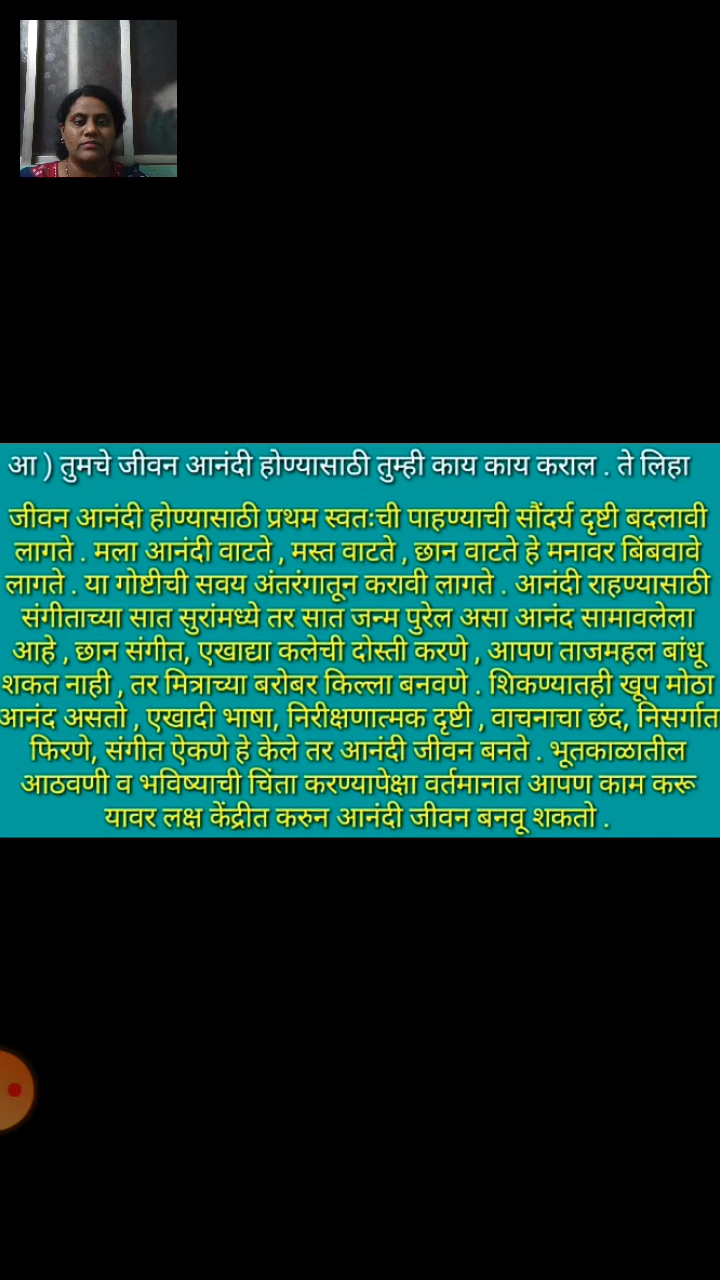 आ ) तुमचे जीवन आनंदी होण्यासाठी तुम्ही काय काय कराल . ते लिहा
जीवन आनंदी होण्यासाठी प्रथम स्वतःची पाहण्याची सौंदर्य दृष्टी बदलावी
लागते . मला आनंदी वाटते , मस्त वाटते , छान वाटते हे मनावर बिंबवावे
लागते . या गोष्टीची सवय अंतरंगातून करावी लागते . आनंदी राहण्यासाठी
संगीताच्या सात सुरांमध्ये तर सात जन्म पुरेल असा आनंद सामावलेला
आहे , छान संगीत, एखाद्या कलेची दोस्ती करणे , आपण ताजमहल बांधू
शकत नाही , तर मित्राच्या बरोबर किल्ला बनवणे . शिकण्यातही खूप मोठा
आनंद असतो , एखादी भाषा, निरीक्षणात्मक दृष्टी , वाचनाचा छंद, निसर्गात
फिरणे, संगीत ऐकणे हे केले तर आनंदी जीवन बनते . भूतकाळातील
आठवणी व भविष्याची चिंता करण्यापेक्षा वर्तमानात आपण काम करू
यावर लक्ष केंद्रीत करुन आनंदी जीवन बनवू शकतो .